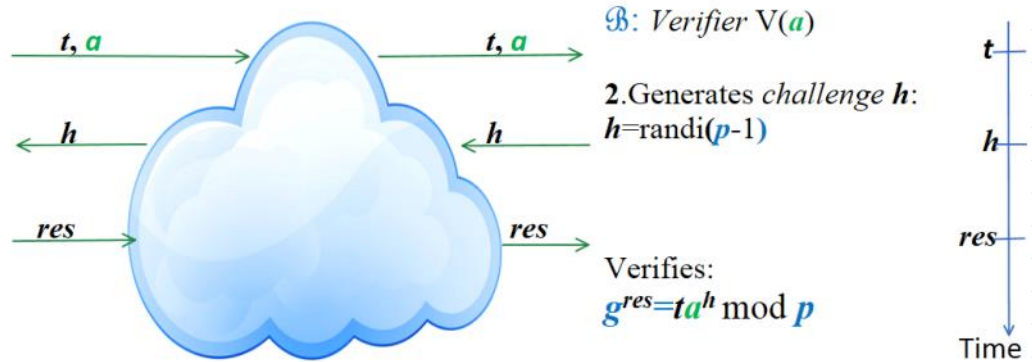 t, a
t, a
ℬ: Verifier V(a)
t
2.Generates challenge h:
h=randi(p-1)
h
h
h
res
res
res
Verifies:
g^res=ta^h mod p
Time